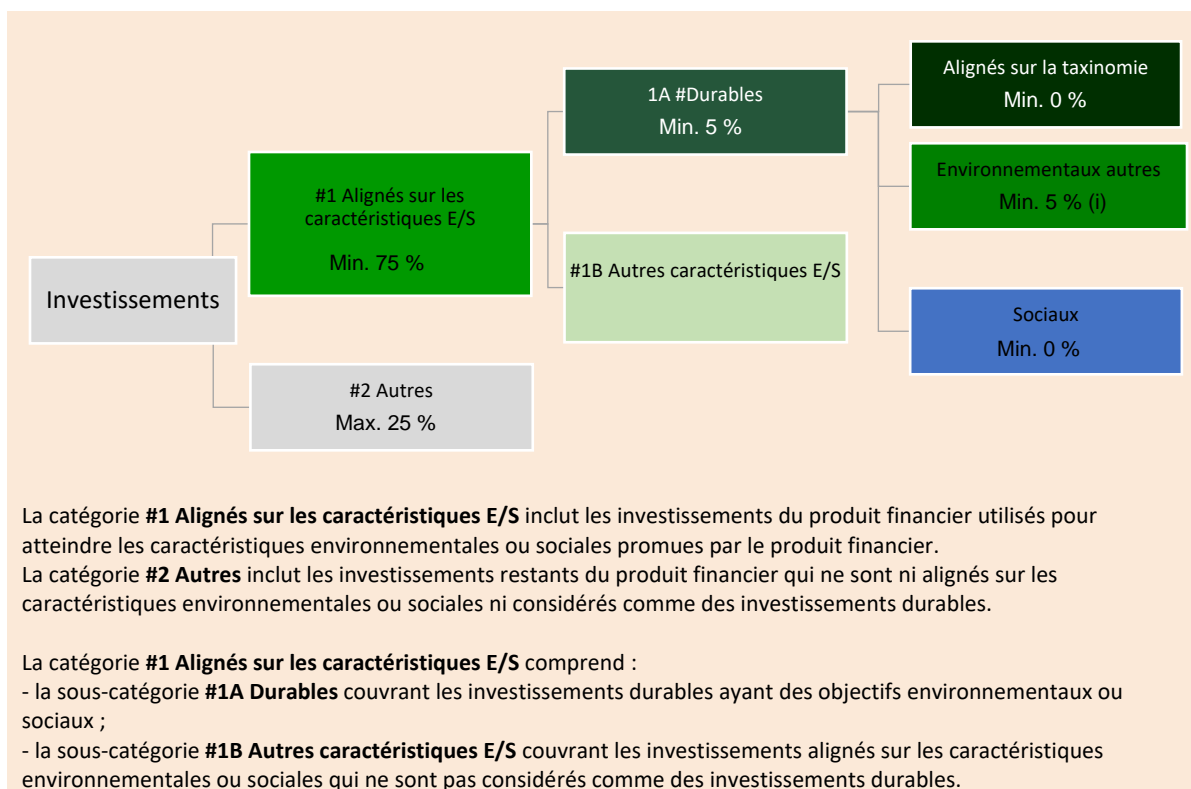 Investissements
#1 Alignés sur les
caractéristiques E/S
Min. 75 %
#2 Autres
Max. 25 %
1A #Durables
Min. 5 %
#1B Autres caractéristiques E/S
Alignés sur la taxinomie
Min. 0 %
Environnementaux autres
Min. 5 % (i)
Sociaux
Min. 0 %
La catégorie #1 Alignés sur les caractéristiques E/S inclut les investissements du produit financier utilisés pour
atteindre les caractéristiques environnementales ou sociales promues par le produit financier.
La catégorie #2 Autres inclut les investissements restants du produit financier qui ne sont ni alignés sur les
caractéristiques environnementales ou sociales ni considérés comme des investissements durables.
La catégorie #1 Alignés sur les caractéristiques E/S comprend :
- la sous-catégorie #1A Durables couvrant les investissements durables ayant des objectifs environnementaux ou
sociaux ;
- la sous-catégorie #1B Autres caractéristiques E/S couvrant les investissements alignés sur les caractéristiques
environnementales ou sociales qui ne sont pas considérés comme des investissements durables.